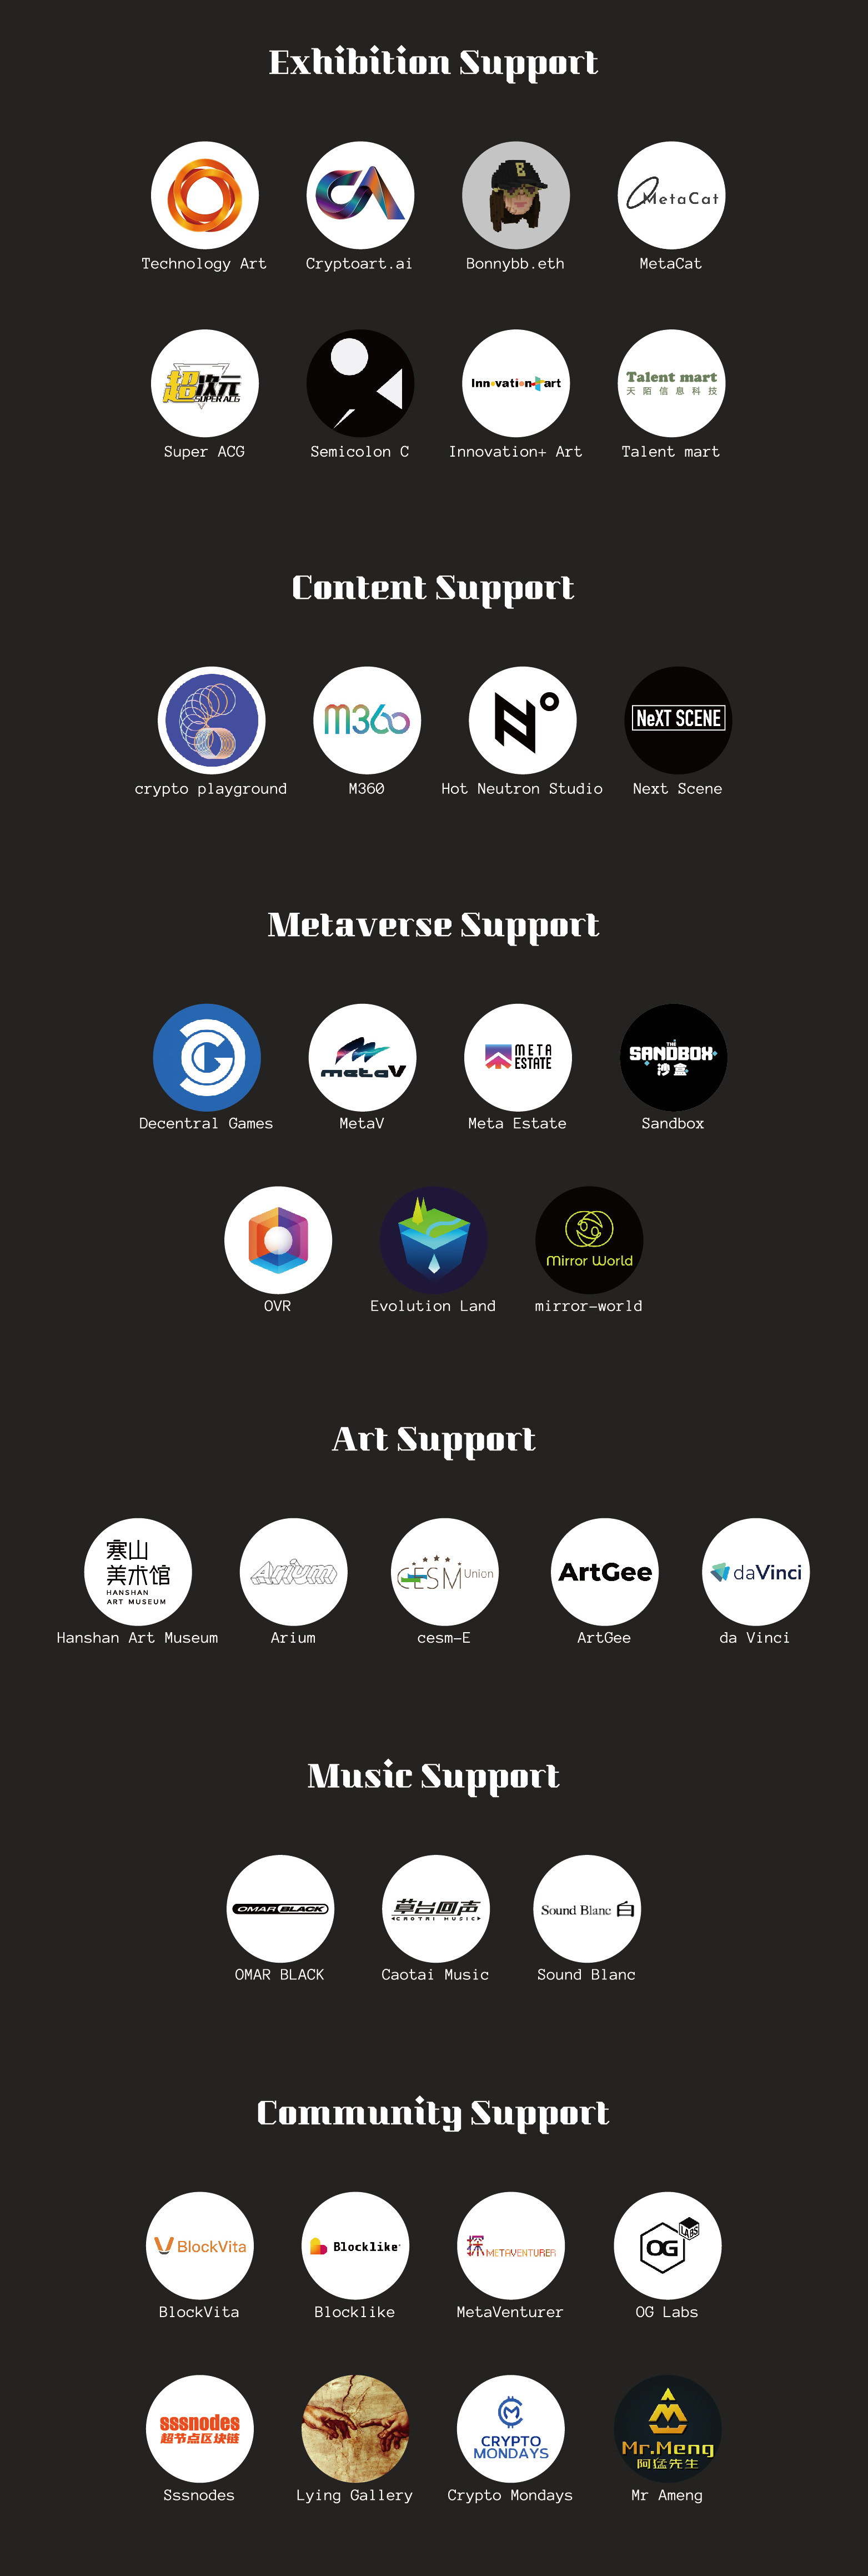 Exhibition Support
B
MetaCat
Technology Art
Cryptoart.ai
Bonnybb.eth
MetaCat
超次元
SUPER ACG
Innovation+art
Talent mart
天陌信息科技
Super ACG
Semicolon C
Innovation+ Art
Talent mart
Content Support
m360
N°
NeXT SCENE
crypto playground
M360
Hot Neutron Studio
Next Scene
Metaverse Support
metaV
META
ESTATE
THE
SANDBOX
沙盒
Decentral Games
MetaV
Meta Estate
Sandbox
Mirror World
OVR
Evolution Land
mirror-world
Art Support
寒山
美术馆
HANSHAN
ART MUSEUM
Arium
CESM Union
ArtGee
daVinci
Hanshan Art Museum
Arium
cesm-E
ArtGee
da Vinci
Music Support
OMAR BLACK
草台回声
CAOTAI MUSIC
Sound Blanc 白
OMAR BLACK
Caotai Music
Sound Blanc
Community Support
BlockVita
Blocklike
探 METAVENTURER
OG
LABS
BlockVita
Blocklike
MetaVenturer
OG Labs
sssnodes
超节点区块链
CRYPTO
MONDAYS
Mr.Meng
阿猛先生
Sssnodes
Lying Gallery
Crypto Mondays
Mr Ameng